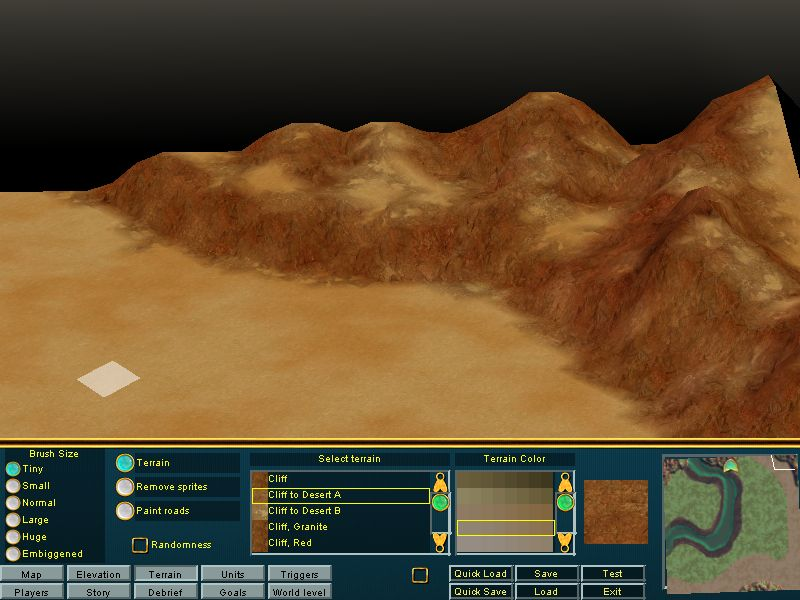 Brush Size
Tiny
Small
Normal
Large
Huge
Embiggened
Terrain
Remove sprites
Paint roads
Randomness
Select terrain
Cliff
Cliff to Desert A
Cliff to Desert B
Cliff, Granite
Cliff, Red
Terrain Color
Map Elevation Terrain Units Triggers
Players Story Debrief Goals World level
Quick Load Save Test
Quick Save Load Exit